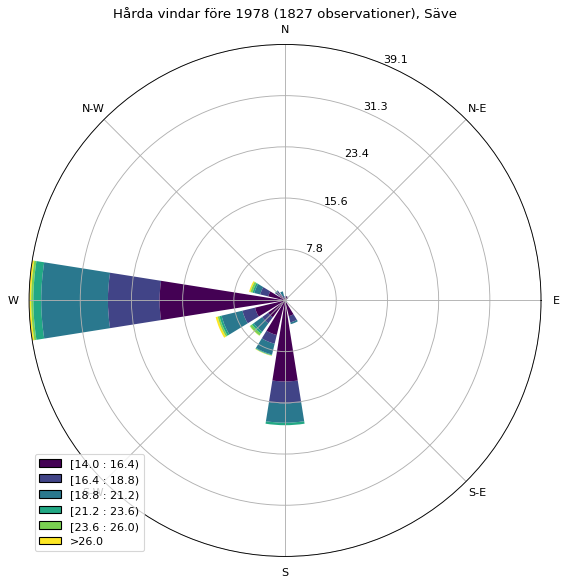 Hårda vindar före 1978 (1827 observationer), Säve
N
39.1
N-W
N-E
31.3
23.4
15.6
7.8
W
E
[14.0 : 16.4)
[16.4 : 18.8)
[18.8 : 21.2)
[21.2 : 23.6)
[23.6 : 26.0)
>26.0
S-W
S-E
S